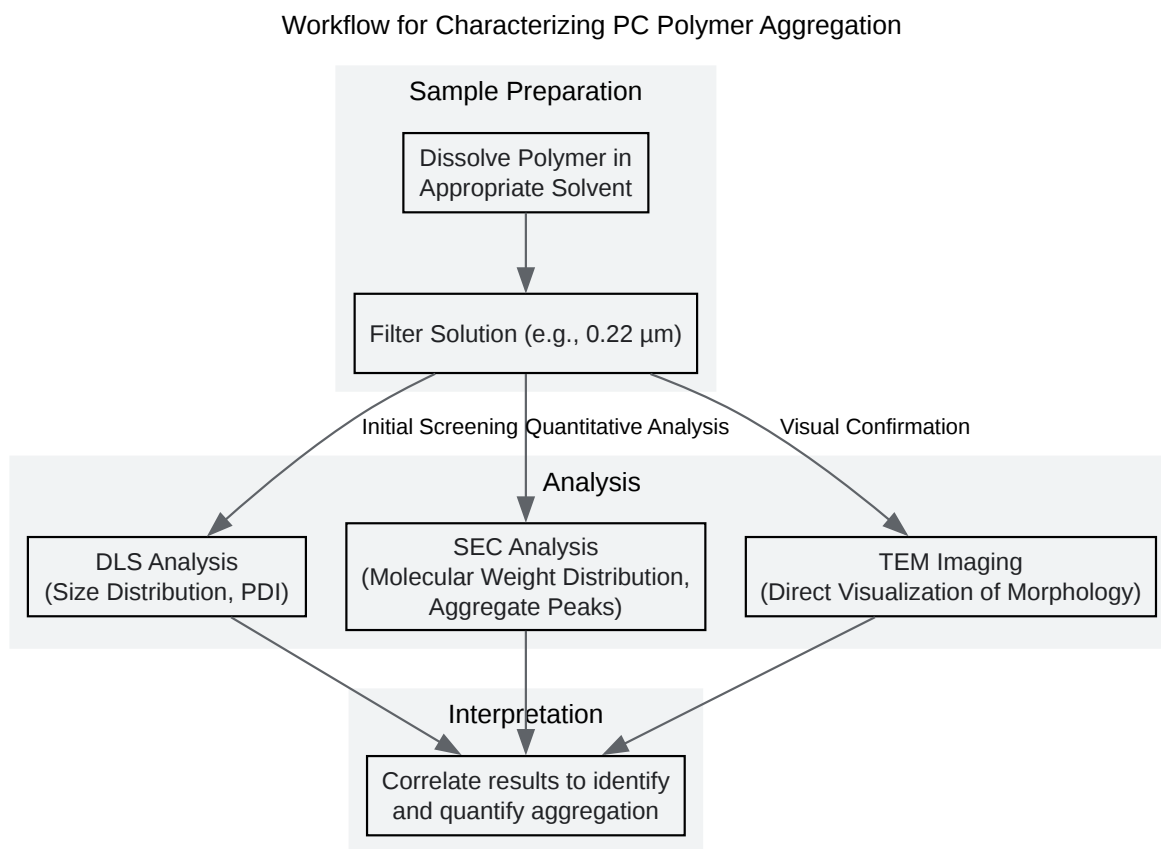 Workflow for Characterizing PC Polymer Aggregation
Sample Preparation
Dissolve Polymer in
Appropriate Solvent
Filter Solution (e.g., 0.22 µm)
Initial Screening
Quantitative Analysis
Visual Confirmation
Analysis
DLS Analysis
(Size Distribution, PDI)
SEC Analysis
(Molecular Weight Distribution,
Aggregate Peaks)
TEM Imaging
(Direct Visualization of Morphology)
Interpretation
Correlate results to identify
and quantify aggregation